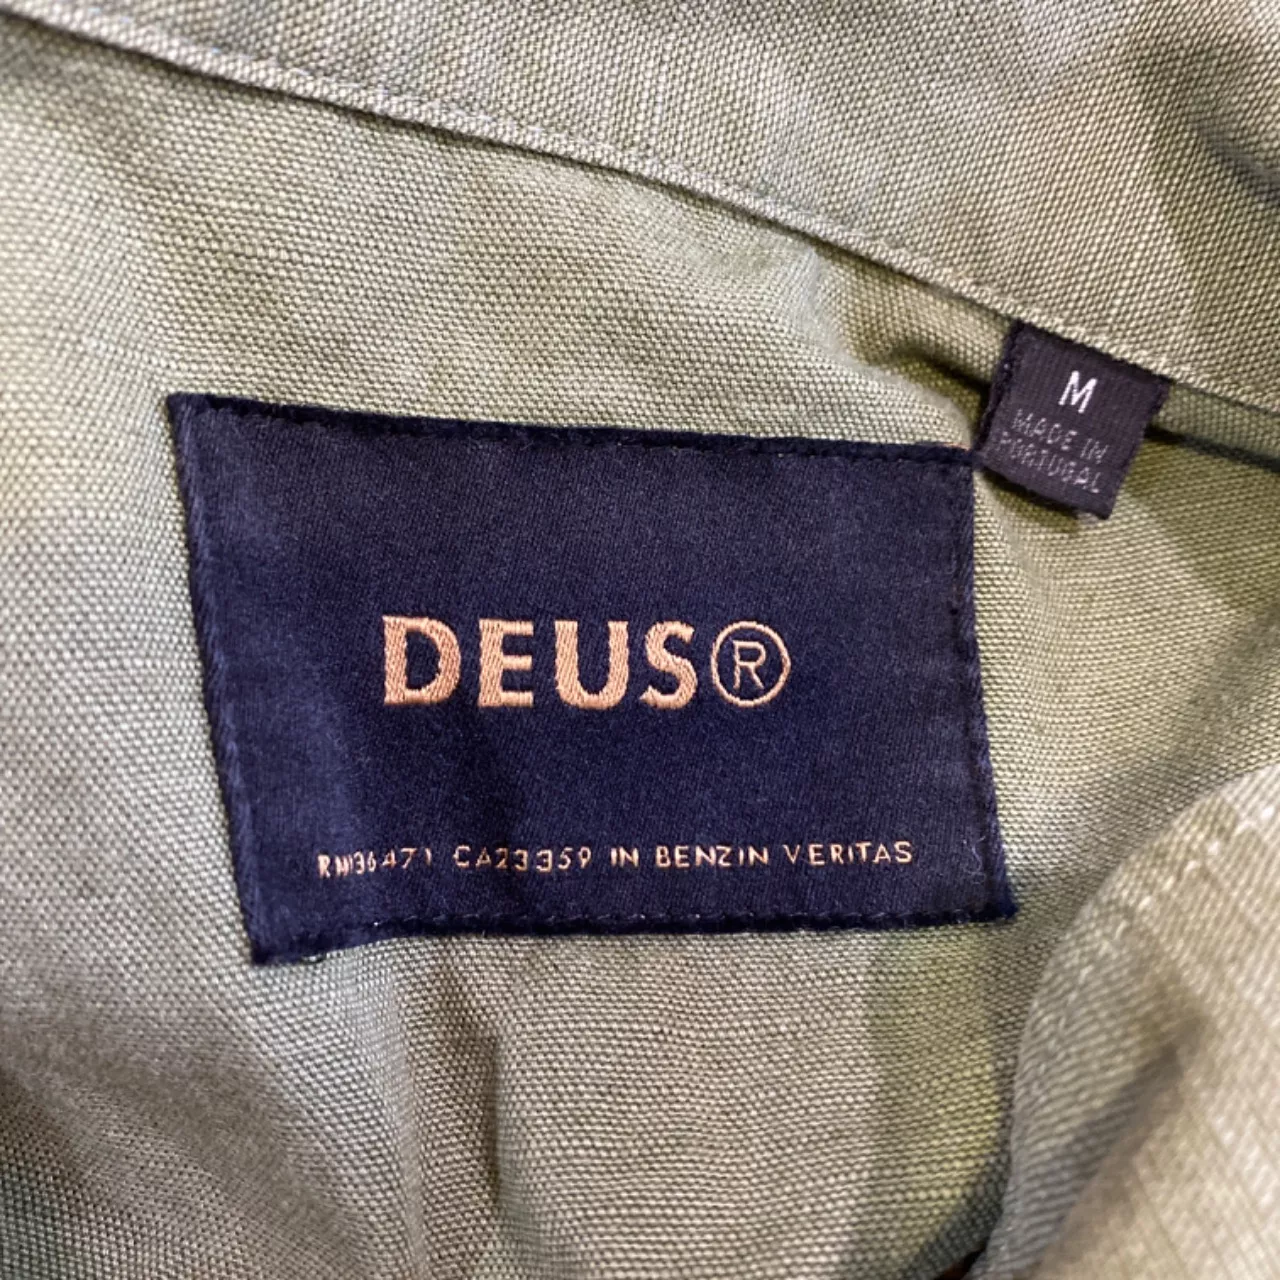 M
MADE IN
PORTUGAL
DEUS®
RN136471 CA23359 IN BENZIN VERITAS